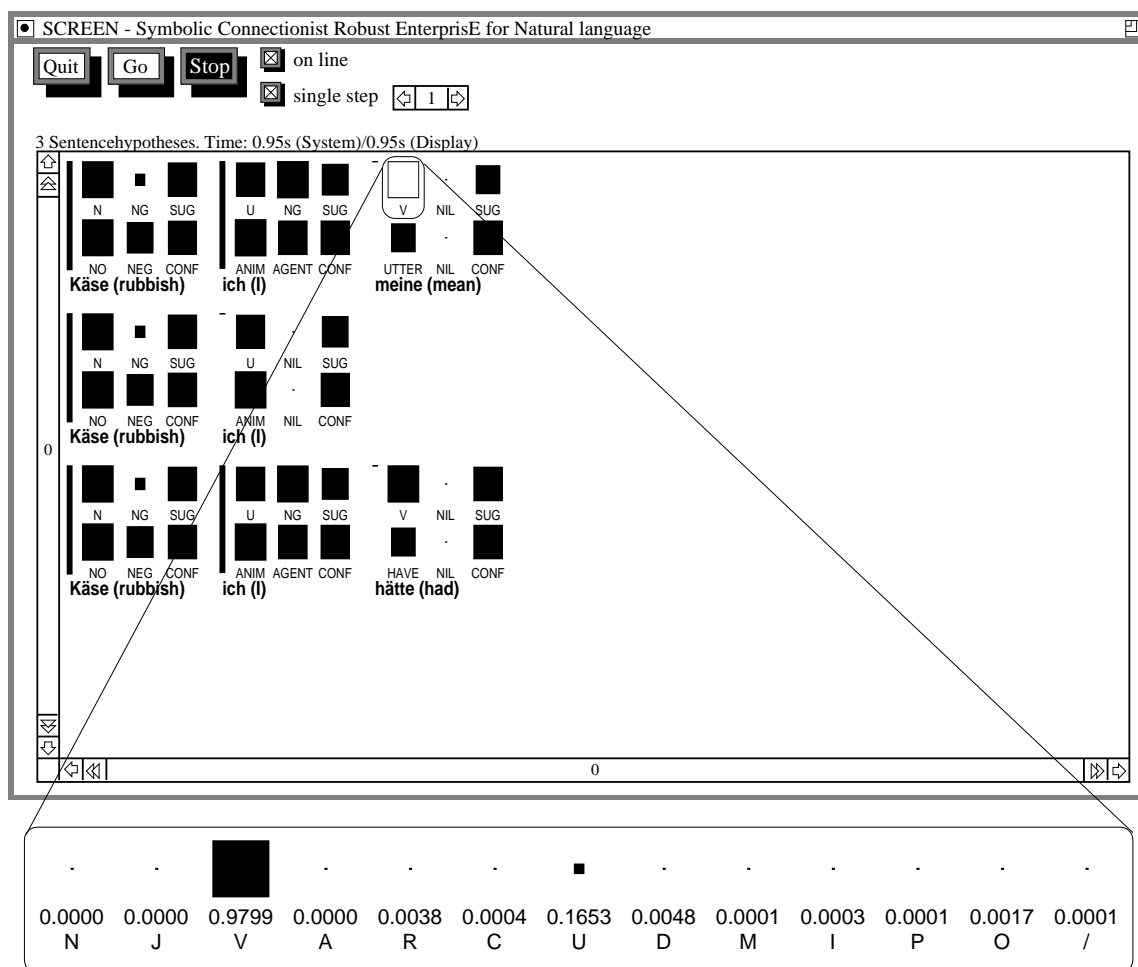 SCREEN - Symbolic Connectionist Robust EnterprisE for Natural language
Quit Go Stop on line
single step 1
3 Sentencehypotheses. Time: 0.95s (System)/0.95s (Display)
N NG SUG U NG SUG V NIL SUG
NO NEG CONF ANIM AGENT CONF UTTER NIL CONF
Käse (rubbish) ich (I) meine (mean)
N NG SUG U NIL SUG
NO NEG CONF ANIM NIL CONF
Käse (rubbish) ich (I)
0
N NG SUG U NG SUG V NIL SUG
NO NEG CONF ANIM AGENT CONF HAVE NIL CONF
Käse (rubbish) ich (I) hätte (had)
0
0.0000 0.0000 0.9799 0.0000 0.0038 0.0004 0.1653 0.0048 0.0001 0.0003 0.0001 0.0017 0.0001
N J V A R C U D M I P O /